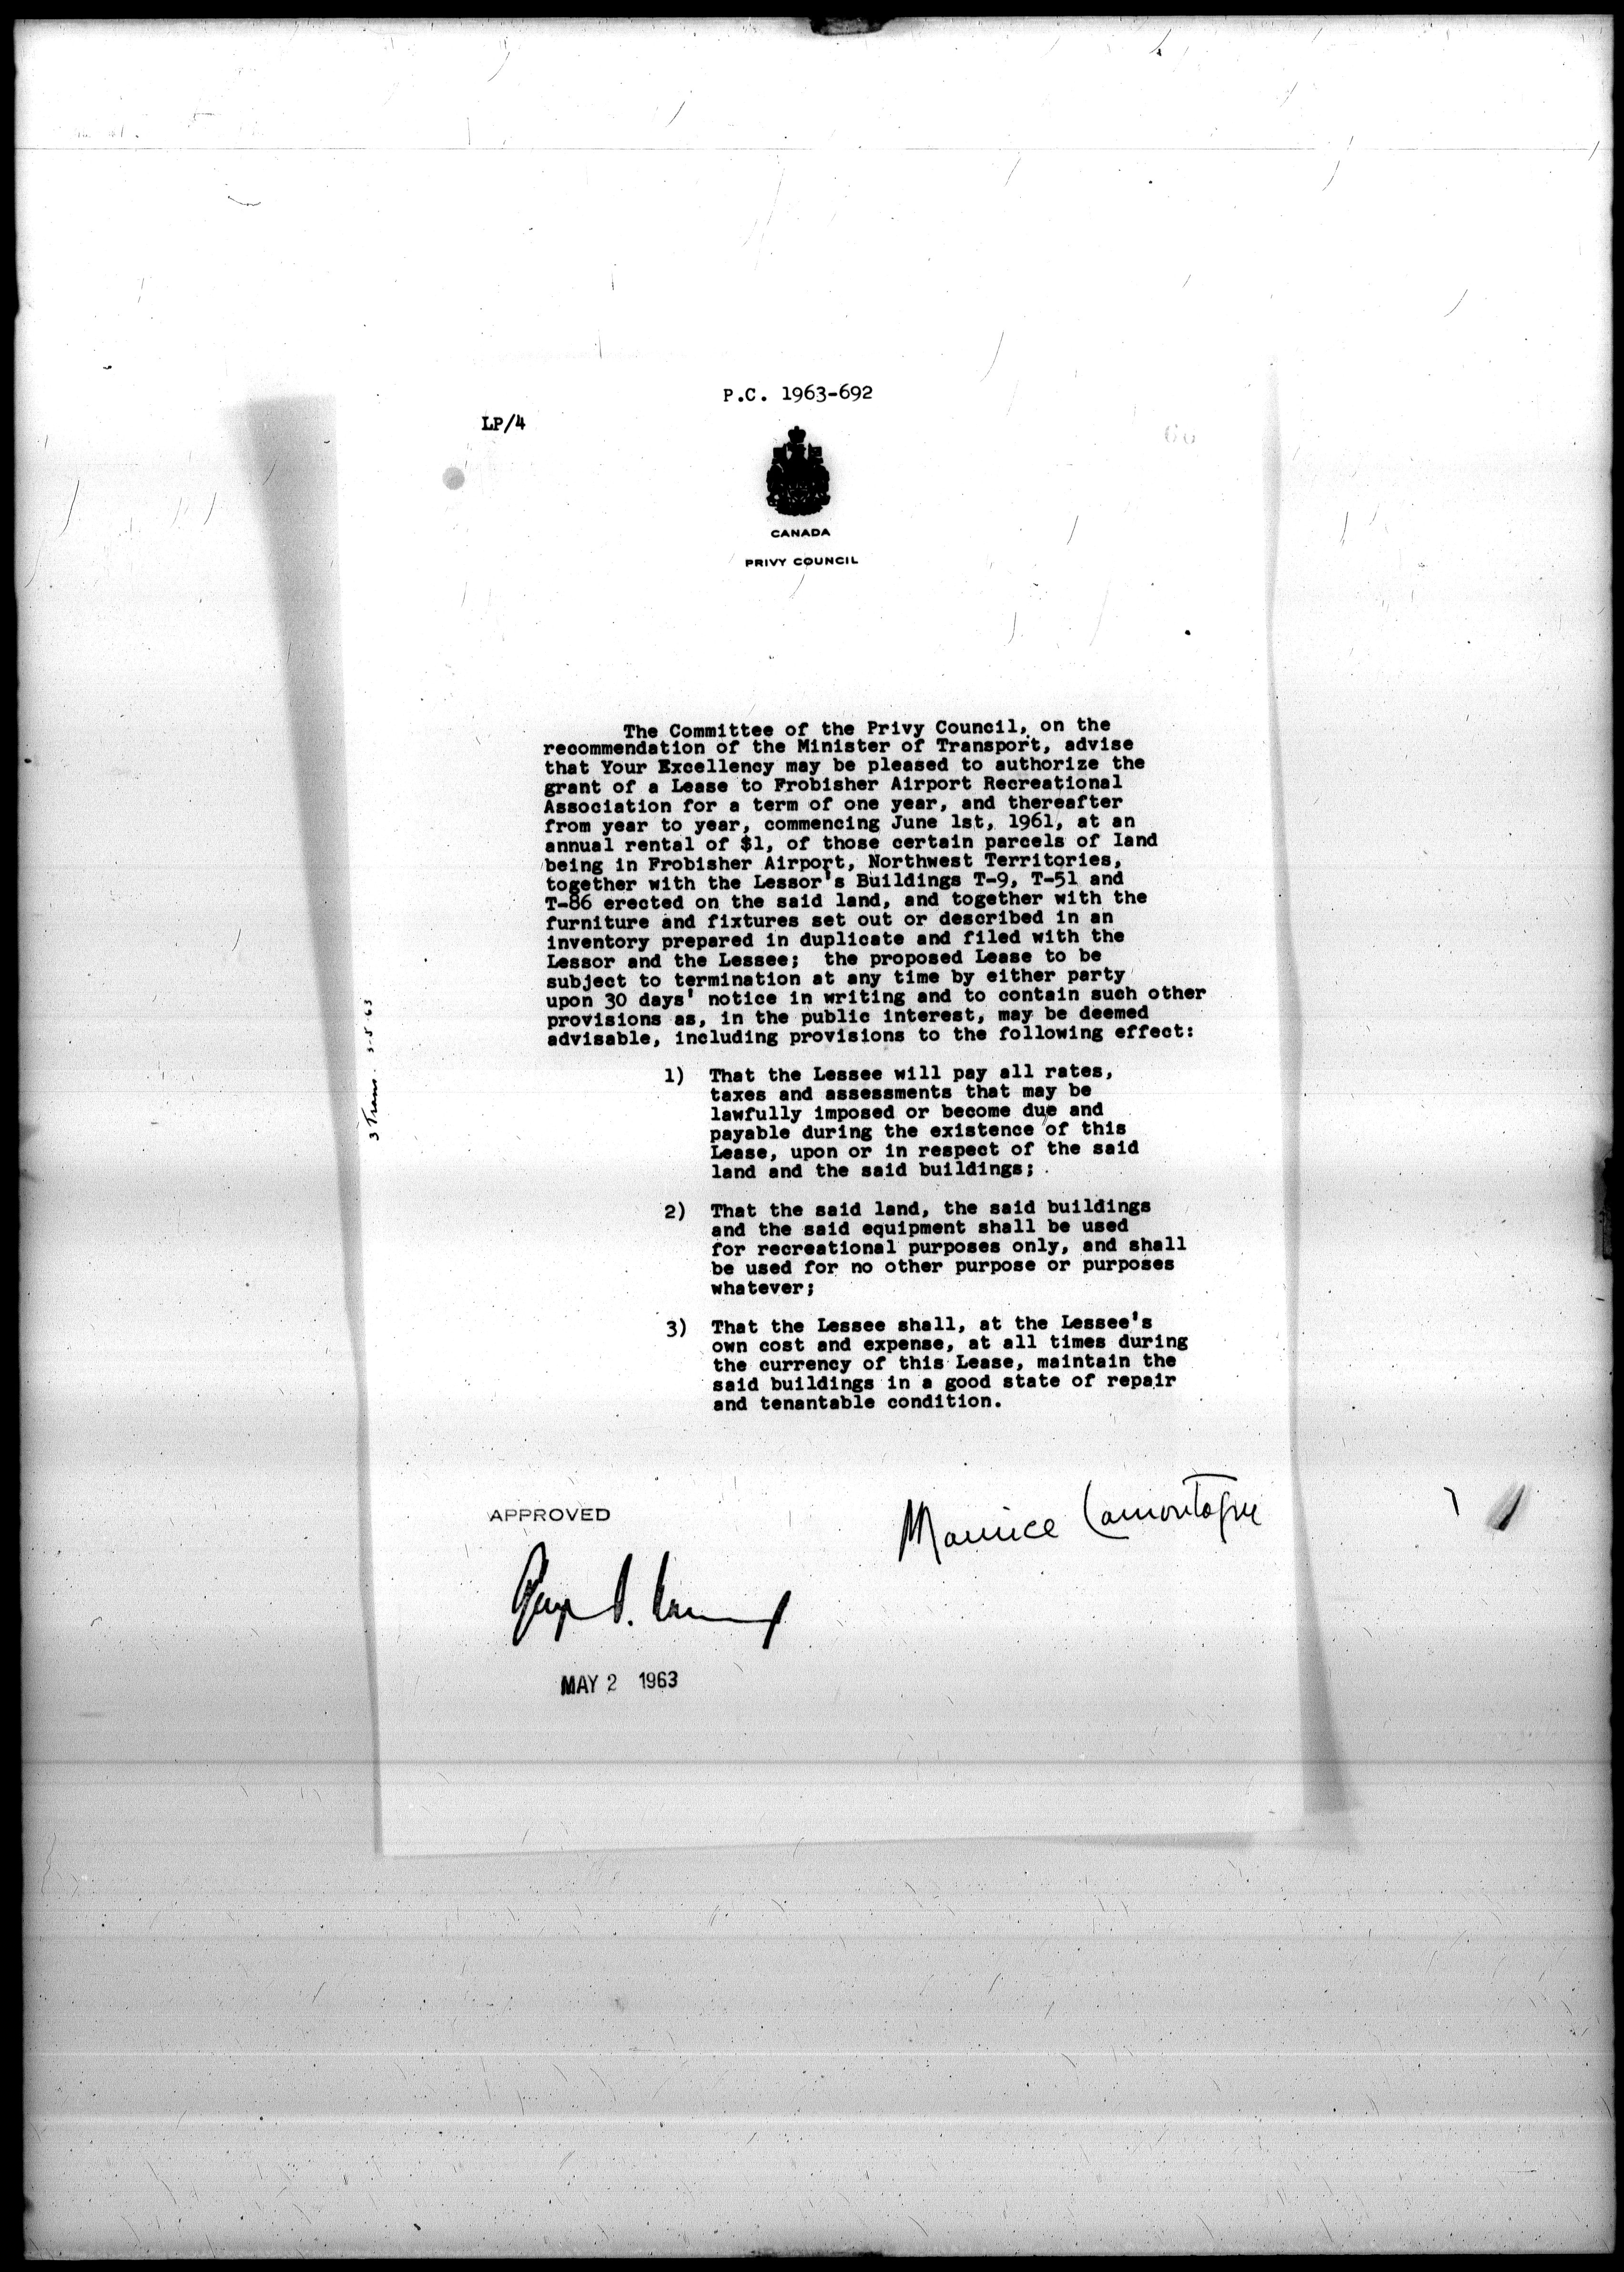 P.C. 1963-692
LP/4
CANADA
PRIVY COUNCIL
The Committee of the Privy Council, on the
recommendation of the Minister of Transport, advise
that Your Excellency may be pleased to authorize the
grant of a Lease to Frobisher Airport Recreational
Association for a term of one year, and thereafter
from year to year, commencing June 1st, 1961, at an
annual rental of $1, of those certain parcels of land
being in Frobisher Airport, Northwest Territories,
together with the Lessor's Buildings T-9, T-51 and
T-86 erected on the said land, and together with the
furniture and fixtures set out or described in an
inventory prepared in duplicate and filed with the
Lessor and the Lessee; the proposed Lease to be
subject to termination at any time by either party
upon 30 days' notice in writing and to contain such other
provisions as, in the public interest, may be deemed
advisable, including provisions to the following effect:
1) That the Lessee will pay all rates,
taxes and assessments that may be
lawfully imposed or become due and
payable during the existence of this
Lease, upon or in respect of the said
land and the said buildings;
2) That the said land, the said buildings
and the said equipment shall be used
for recreational purposes only, and shall
be used for no other purpose or purposes
whatever;
3) That the Lessee shall, at the Lessee's
own cost and expense, at all times during
the currency of this Lease, maintain the
said buildings in a good state of repair
and tenantable condition.
3 Trans. 3-5-63
APPROVED
Maurice Lamontagne
MAY 2 1963